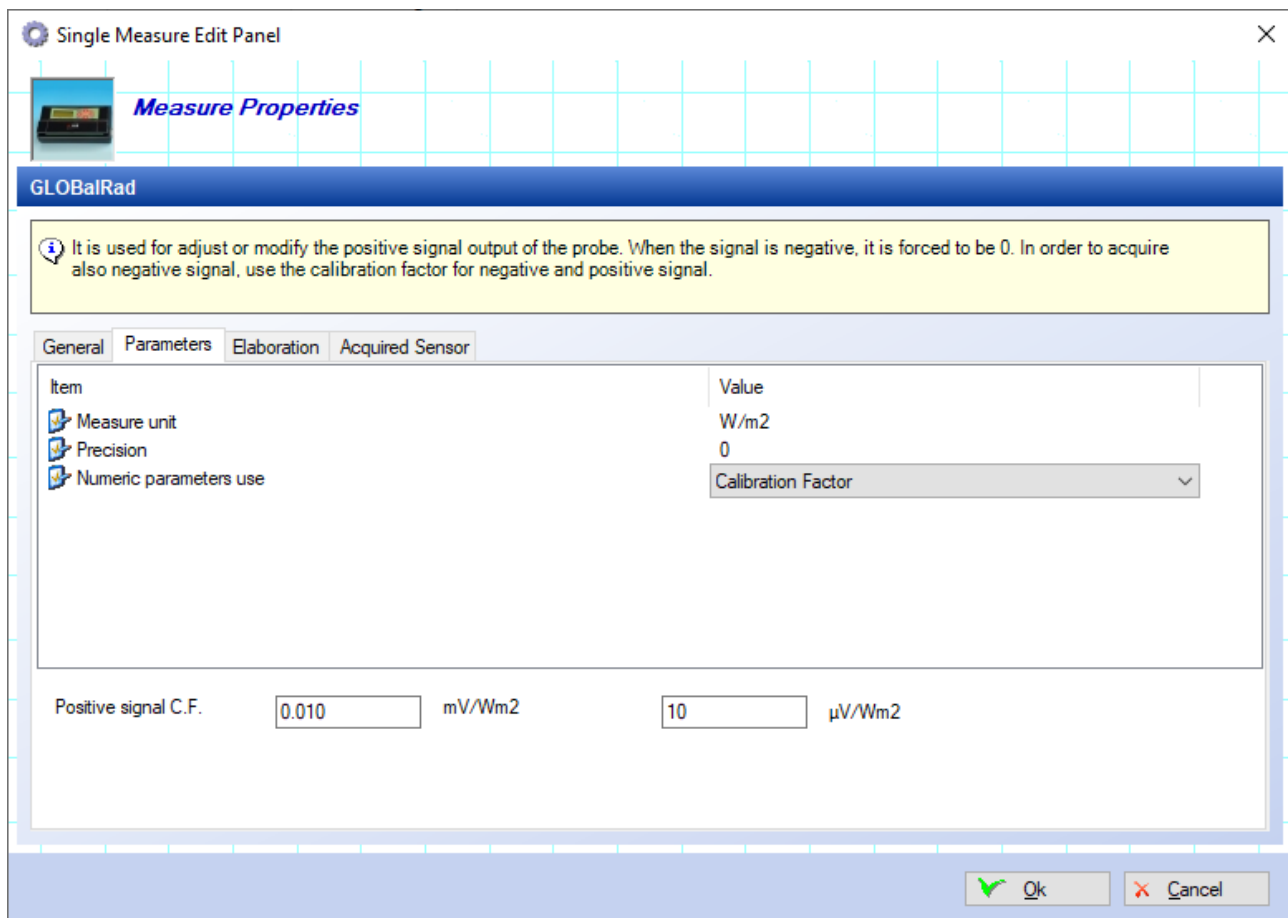 Single Measure Edit Panel
Measure Properties
GLOBalRad
It is used for adjust or modify the positive signal output of the probe. When the signal is negative, it is forced to be 0. In order to acquire
also negative signal, use the calibration factor for negative and positive signal.
General Parameters Elaboration Acquired Sensor
Item Value
Measure unit W/m2
Precision 0
Numeric parameters use Calibration Factor
Positive signal C.F. 0.010 mV/Wm2 10 µV/Wm2
Ok Cancel